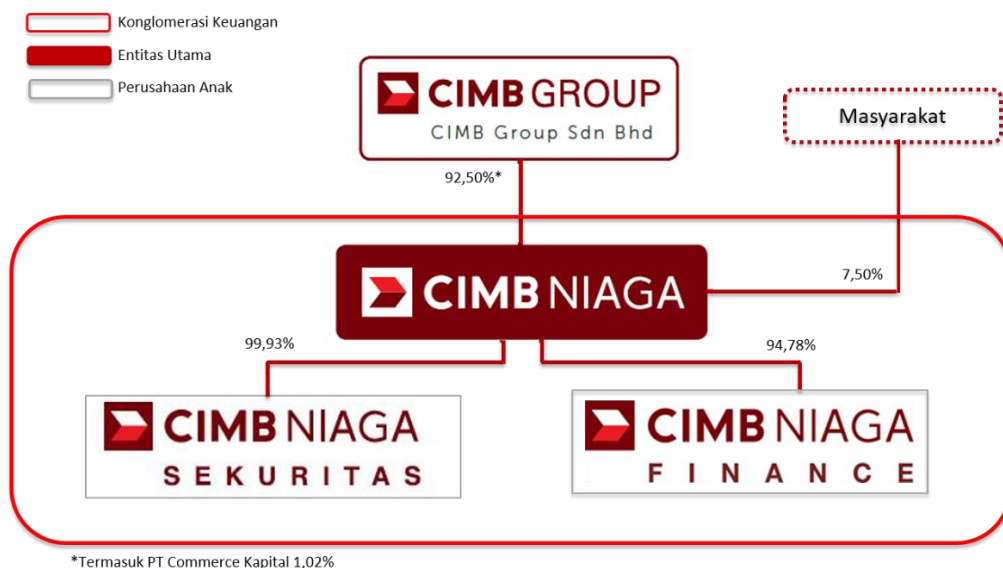 Konglomerasi Keuangan
Entitas Utama
Perusahaan Anak
CIMB GROUP
CIMB Group Sdn Bhd
Masyarakat
92,50%*
CIMB NIAGA
7,50%
99,93%
94,78%
CIMB NIAGA
SEKURITAS
CIMB NIAGA
FINANCE
*Termasuk PT Commerce Kapital 1,02%